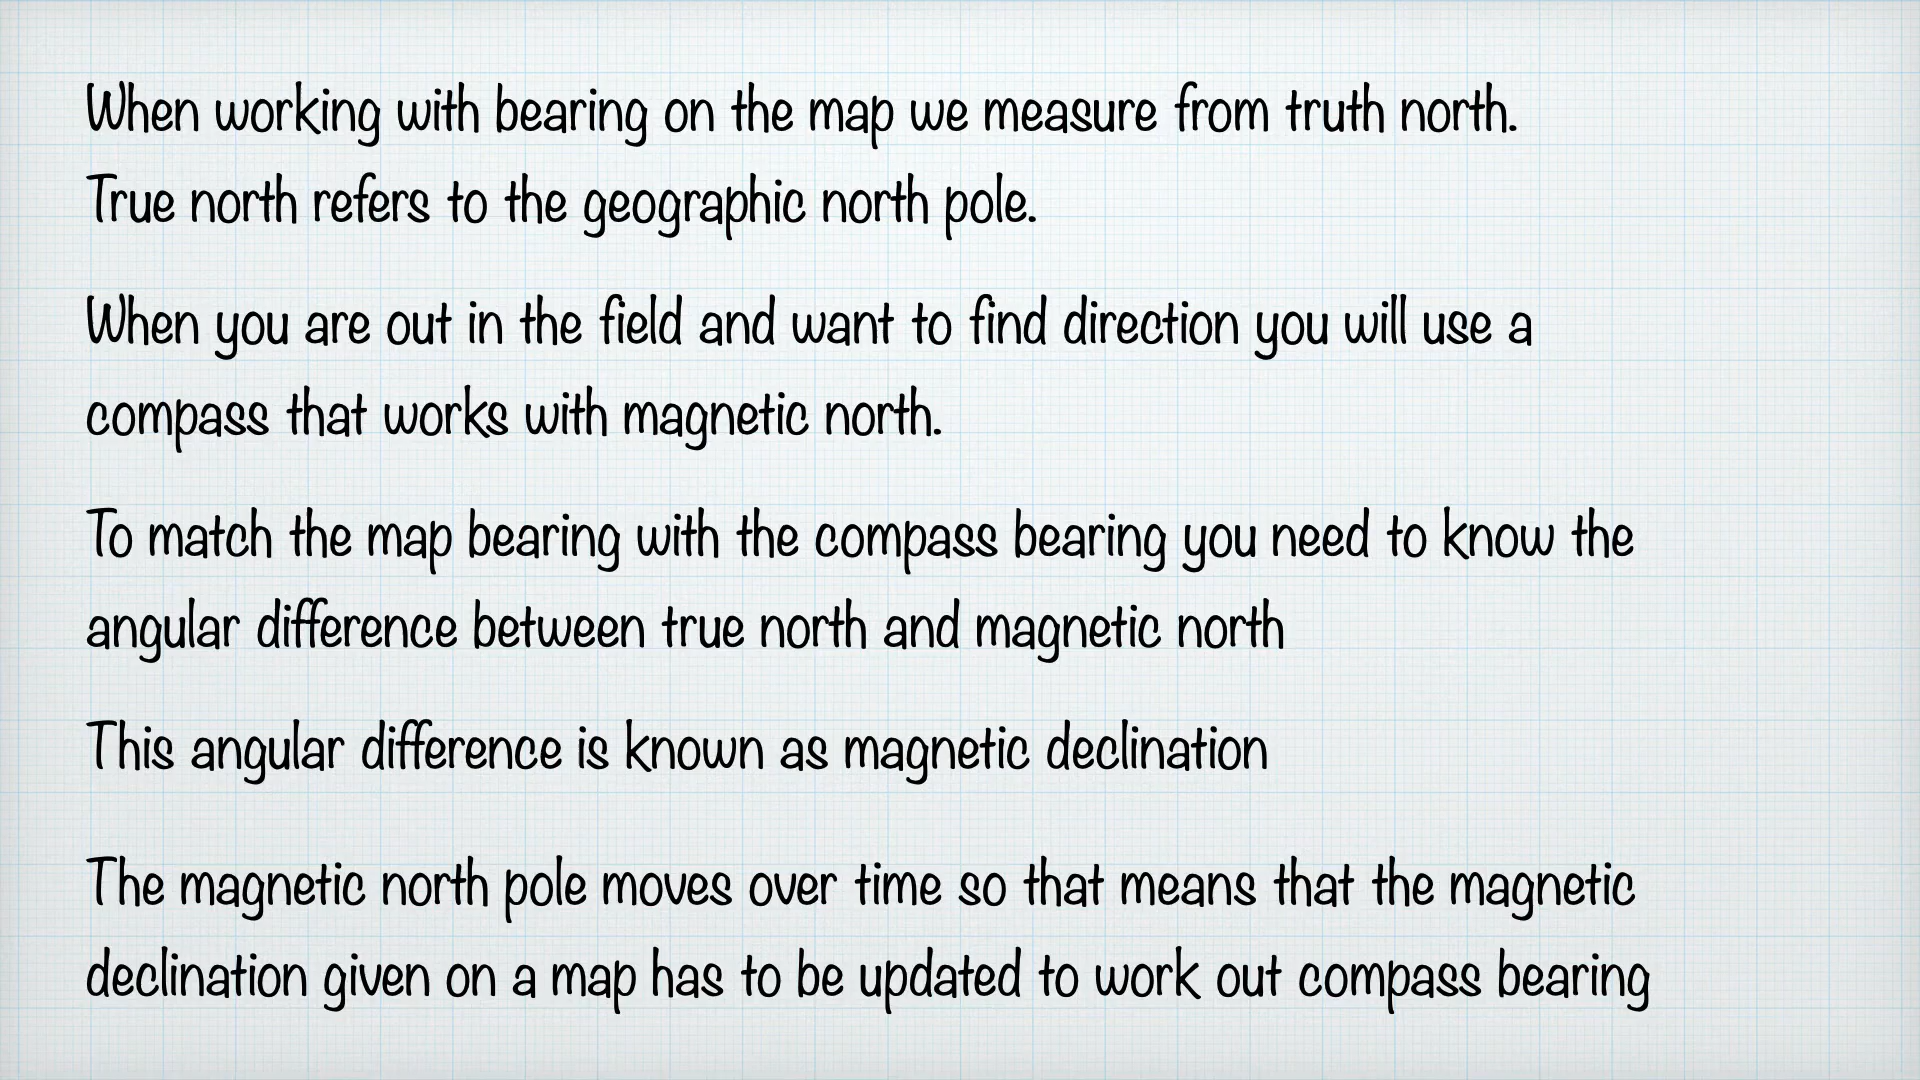 When working with bearing on the map we measure from truth north.
True north refers to the geographic north pole.
When you are out in the field and want to find direction you will use a
compass that works with magnetic north.
To match the map bearing with the compass bearing you need to know the
angular difference between true north and magnetic north
This angular difference is known as magnetic declination
The magnetic north pole moves over time so that means that the magnetic
declination given on a map has to be updated to work out compass bearing